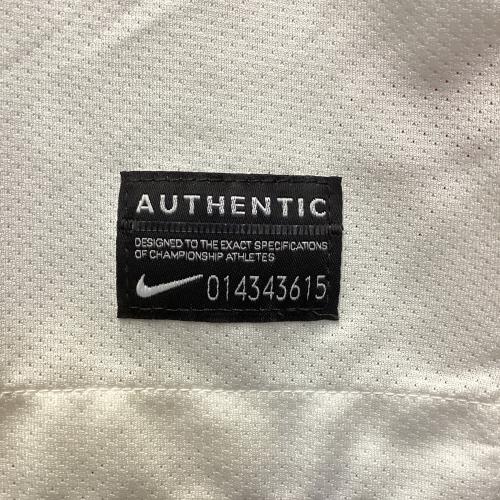 AUTHENTIC
DESIGNED TO THE EXACT SPECIFICATIONS
OF CHAMPIONSHIP ATHLETES
014343615